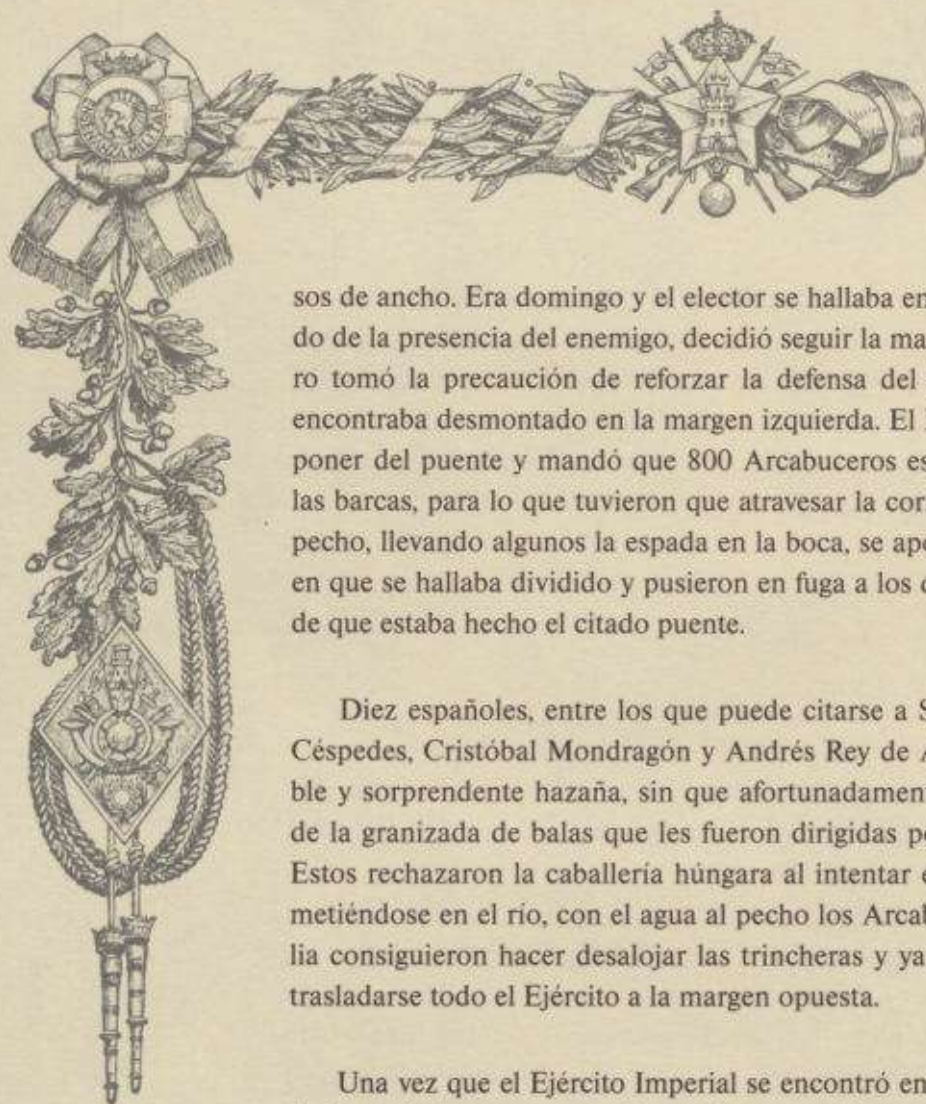 sos de ancho. Era domingo y el elector se hallaba en
do de la presencia del enemigo, decidió seguir la ma
ro tomó la precaución de reforzar la defensa del
encontraba desmontado en la margen izquierda. El
poner del puente y mandó que 800 Arcabuceros es
las barcas, para lo que tuvieron que atravesar la cor
pecho, llevando algunos la espada en la boca, se apo
en que se hallaba dividido y pusieron en fuga a los
de que estaba hecho el citado puente.
Diez españoles, entre los que puede citarse a S
Céspedes, Cristóbal Mondragón y Andrés Rey de A
ble y sorprendente hazaña, sin que afortunadamen
de la granizada de balas que les fueron dirigidas po
Estos rechazaron la caballería húngara al intentar e
metiéndose en el río, con el agua al pecho los Arcab
lia consiguieron hacer desalojar las trincheras y ya
trasladarse todo el Ejército a la margen opuesta.
Una vez que el Ejército Imperial se encontró en